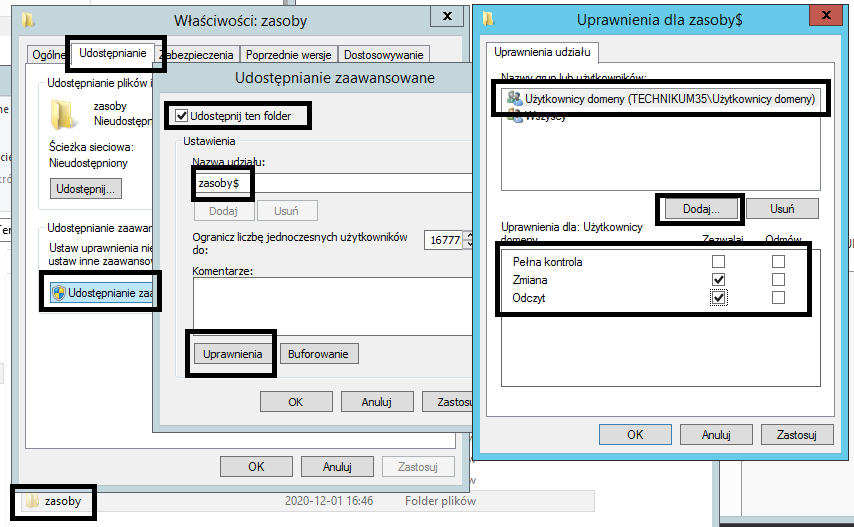 Właściwości: zasoby
x
Ogólne
Udostępnianie
Zabezpieczenia
Poprzednie wersje
Dostosowywanie
Udostępnianie plików i
zasoby
Nieudostępn
Ścieżka sieciowa:
Nieudostępniony
Udostępnij...
Udostępnianie zaawan
Ustaw uprawnienia nie
ustaw inne zaawansow
Udostępnianie zaa
OK
Anuluj
Zastosuj
Udostępnianie zaawansowane
Udostępnij ten folder
Ustawienia
Nazwa udziału:
zasoby$
Dodaj
Usuń
Ogranicz liczbę jednoczesnych użytkowników
do:
16777
Komentarze:
Uprawnienia
Buforowanie
OK
Anuluj
Zastosuj
Uprawnienia dla zasoby$
x
Uprawnienia udziału
Nazwy grup lub użytkowników:
Użytkownicy domeny (TECHNIKUM35\Użytkownicy domeny)
Wszyscy
Dodaj...
Usuń
Uprawnienia dla: Użytkownicy
domeny
Zezwalaj
Odmów
Pełna kontrola
Zmiana
Odczyt
OK
Anuluj
Zastosuj
zasoby
2020-12-01 16:46
Folder plików